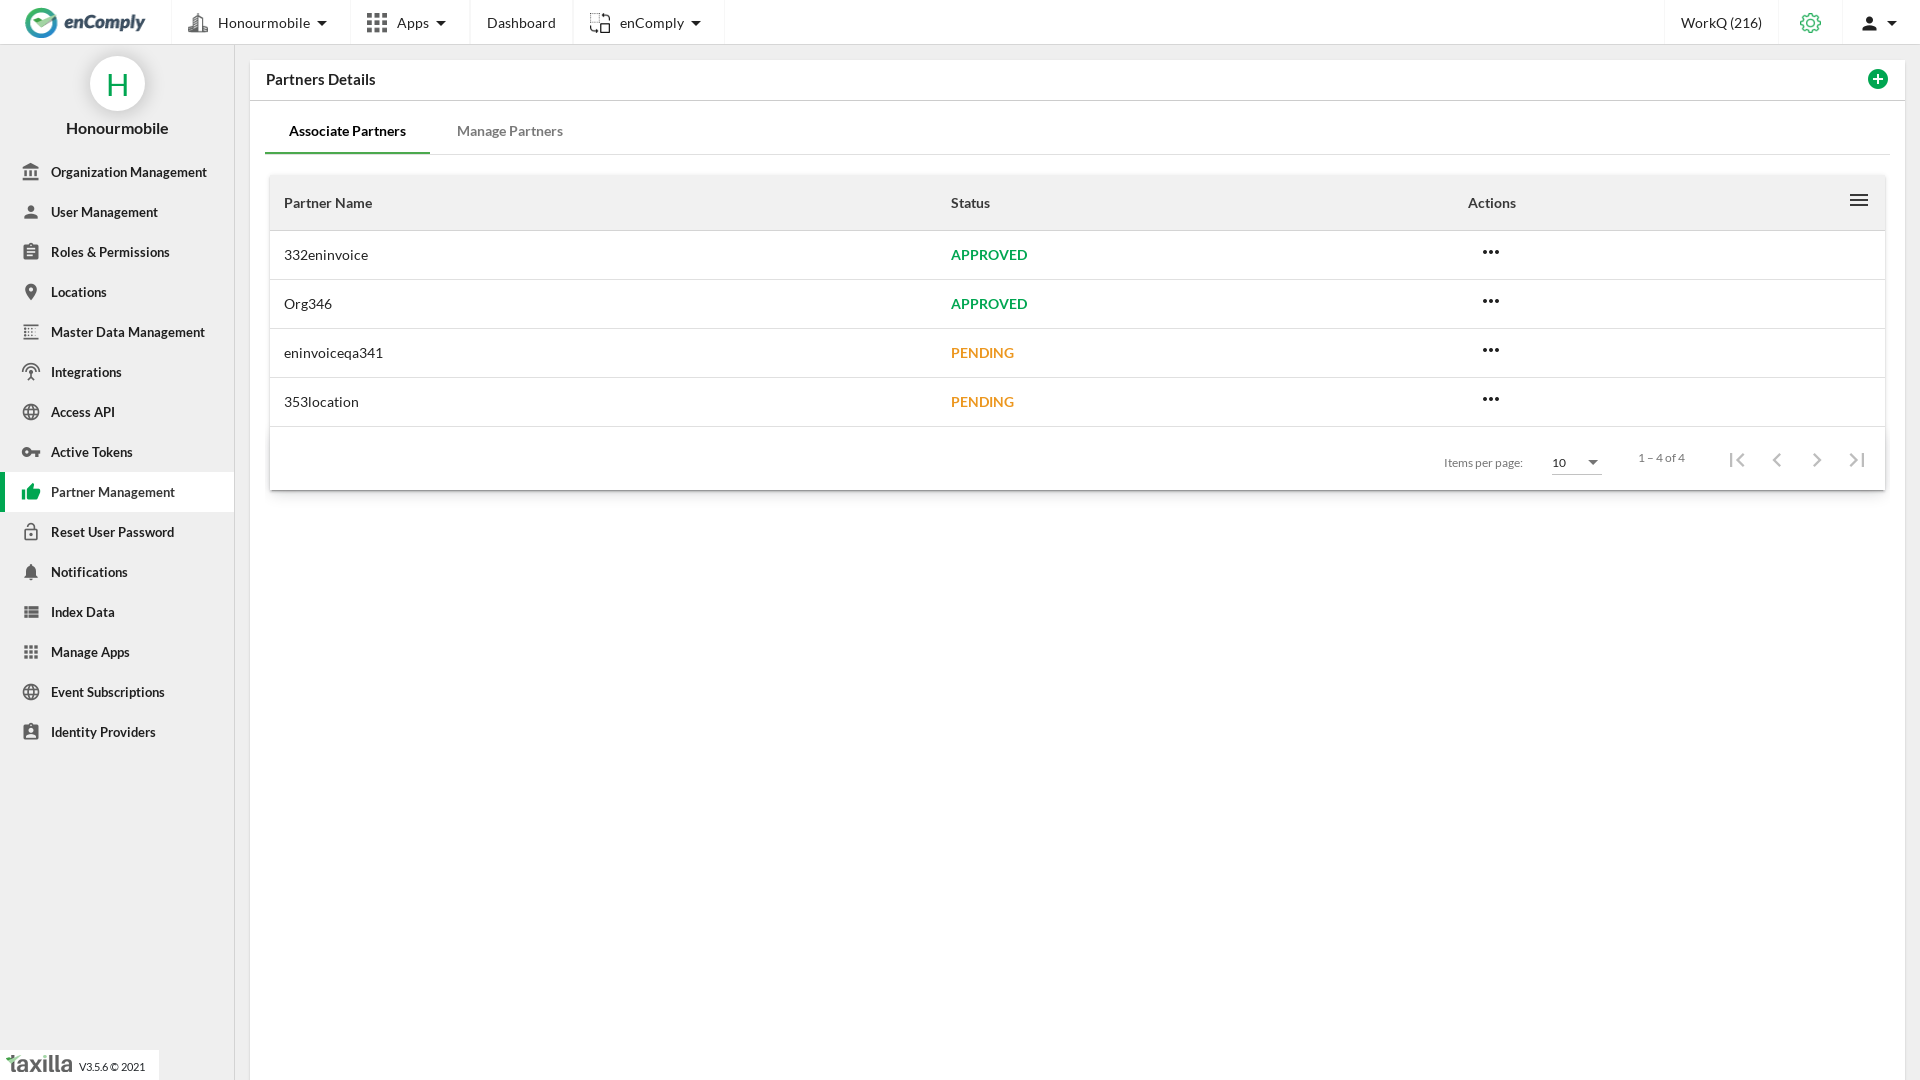 enComply
Honourmobile
Apps
Dashboard
enComply
WorkQ (216)
H
Honourmobile
Organization Management
User Management
Roles & Permissions
Locations
Master Data Management
Integrations
Access API
Active Tokens
Partner Management
Reset User Password
Notifications
Index Data
Manage Apps
Event Subscriptions
Identity Providers
Partners Details
Associate Partners
Manage Partners
Partner Name Status Actions
332eninvoice APPROVED
Org346 APPROVED
eninvoiceqa341 PENDING
353location PENDING
Items per page: 10 1 – 4 of 4
taxilla V3.5.6 © 2021